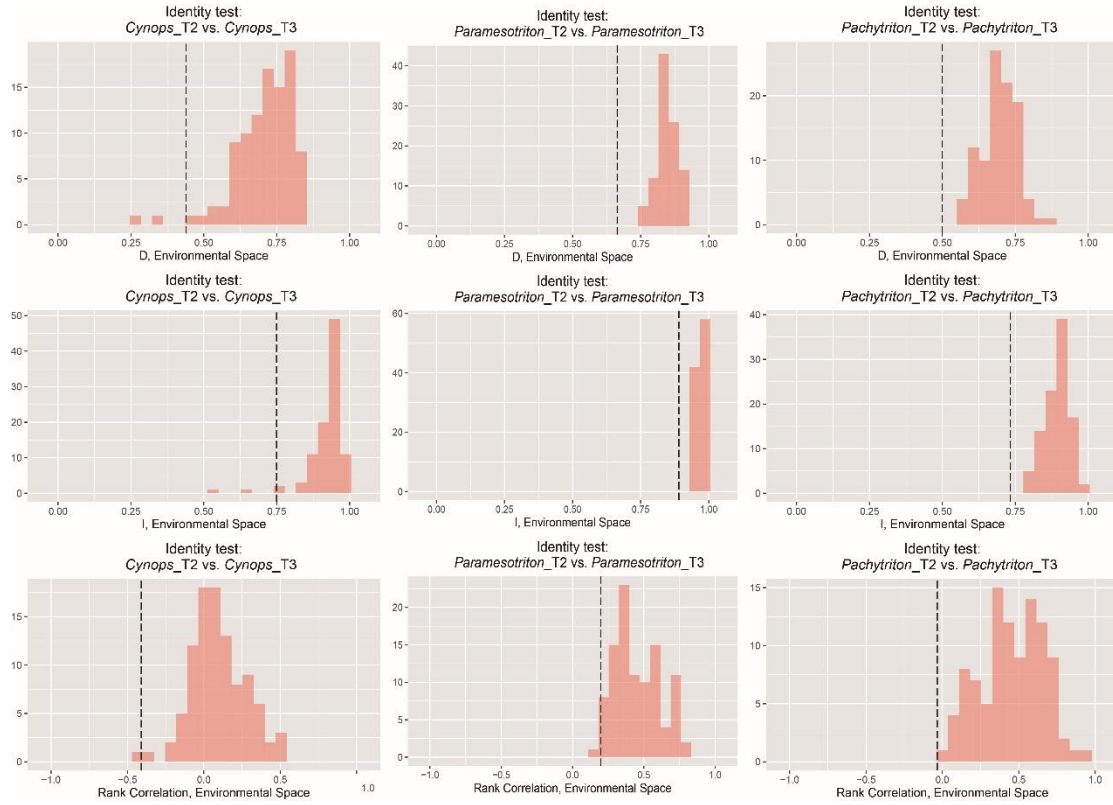 Identity test:
Cynops_T2 vs. Cynops_T3
15
10
5
0
0.00 0.25 0.50 0.75 1.00
D, Environmental Space
Identity test:
Paramesotriton_T2 vs. Paramesotriton_T3
40
30
20
10
0
0.00 0.25 0.50 0.75 1.00
D, Environmental Space
Identity test:
Pachytriton_T2 vs. Pachytriton_T3
20
10
0
0.00 0.25 0.50 0.75 1.00
D, Environmental Space
Identity test:
Cynops_T2 vs. Cynops_T3
50
40
30
20
10
0
0.00 0.25 0.50 0.75 1.00
I, Environmental Space
Identity test:
Paramesotriton_T2 vs. Paramesotriton_T3
60
40
20
0
0.00 0.25 0.50 0.75 1.00
I, Environmental Space
Identity test:
Pachytriton_T2 vs. Pachytriton_T3
40
30
20
10
0
0.00 0.25 0.50 0.75 1.00
I, Environmental Space
Identity test:
Cynops_T2 vs. Cynops_T3
15
10
5
0
−1.0 −0.5 0.0 0.5 1.0
Rank Correlation, Environmental Space
Identity test:
Paramesotriton_T2 vs. Paramesotriton_T3
20
15
10
5
0
−1.0 −0.5 0.0 0.5 1.0
Rank Correlation, Environmental Space
Identity test:
Pachytriton_T2 vs. Pachytriton_T3
15
10
5
0
−1.0 −0.5 0.0 0.5 1.0
Rank Correlation, Environmental Space